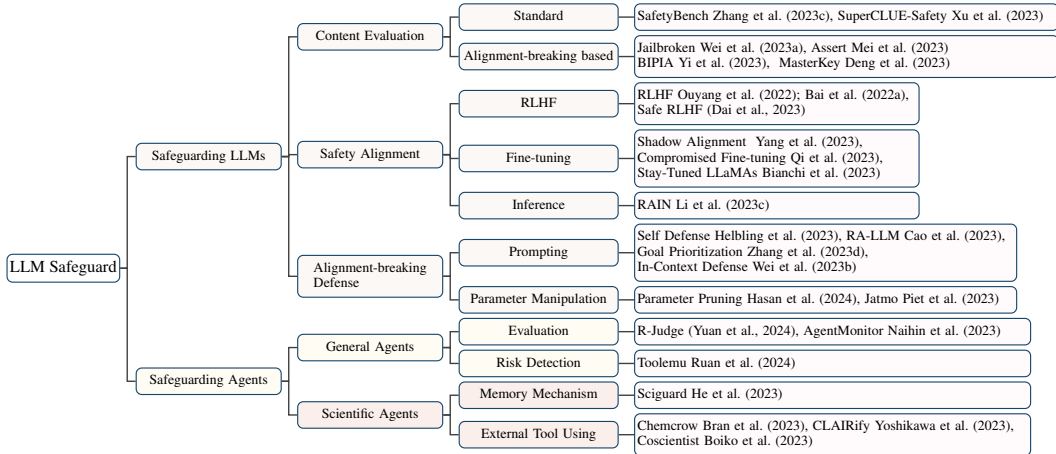 Standard
SafetyBench Zhang et al. (2023c), SuperCLUE-Safety Xu et al. (2023)
Content Evaluation
Alignment-breaking based
Jailbroken Wei et al. (2023a), Assert Mei et al. (2023)
BIPIA Yi et al. (2023), MasterKey Deng et al. (2023)
RLHF
RLHF Ouyang et al. (2022); Bai et al. (2022a),
Safe RLHF (Dai et al., 2023
Safeguarding LLMs
Safety Alignment
Fine-tuning
Shadow Alignment Yang et al. (2023),
Compromised Fine-tuning Qi et al. (2023),
Stay-Tuned LLaMAs Bianchi et al. (2023)
Inference
RAIN Li et al. (2023c)
LLM Safeguard
Alignment-breaking
Defense
Prompting
Self Defense Helbling et al. (2023), RA-LLM Cao et al. (2023),
Goal Prioritization Zhang et al. (2023d),
In-Context Defense Wei et al. (2023b)
Parameter Manipulation
Parameter Pruning Hasan et al. (2024), Jatmo Piet et al. (2023)
General Agents
Evaluation
R-Judge (Yuan et al., 2024), AgentMonitor Naihin et al. (2023)
Risk Detection
Toolemu Ruan et al. (2024)
Safeguarding Agents
Memory Mechanism
Sciguard He et al. (2023)
Scientific Agents
External Tool Using
Chemcrow Bran et al. (2023), CLAIRify Yoshikawa et al. (2023),
Coscientist Boiko et al. (2023)